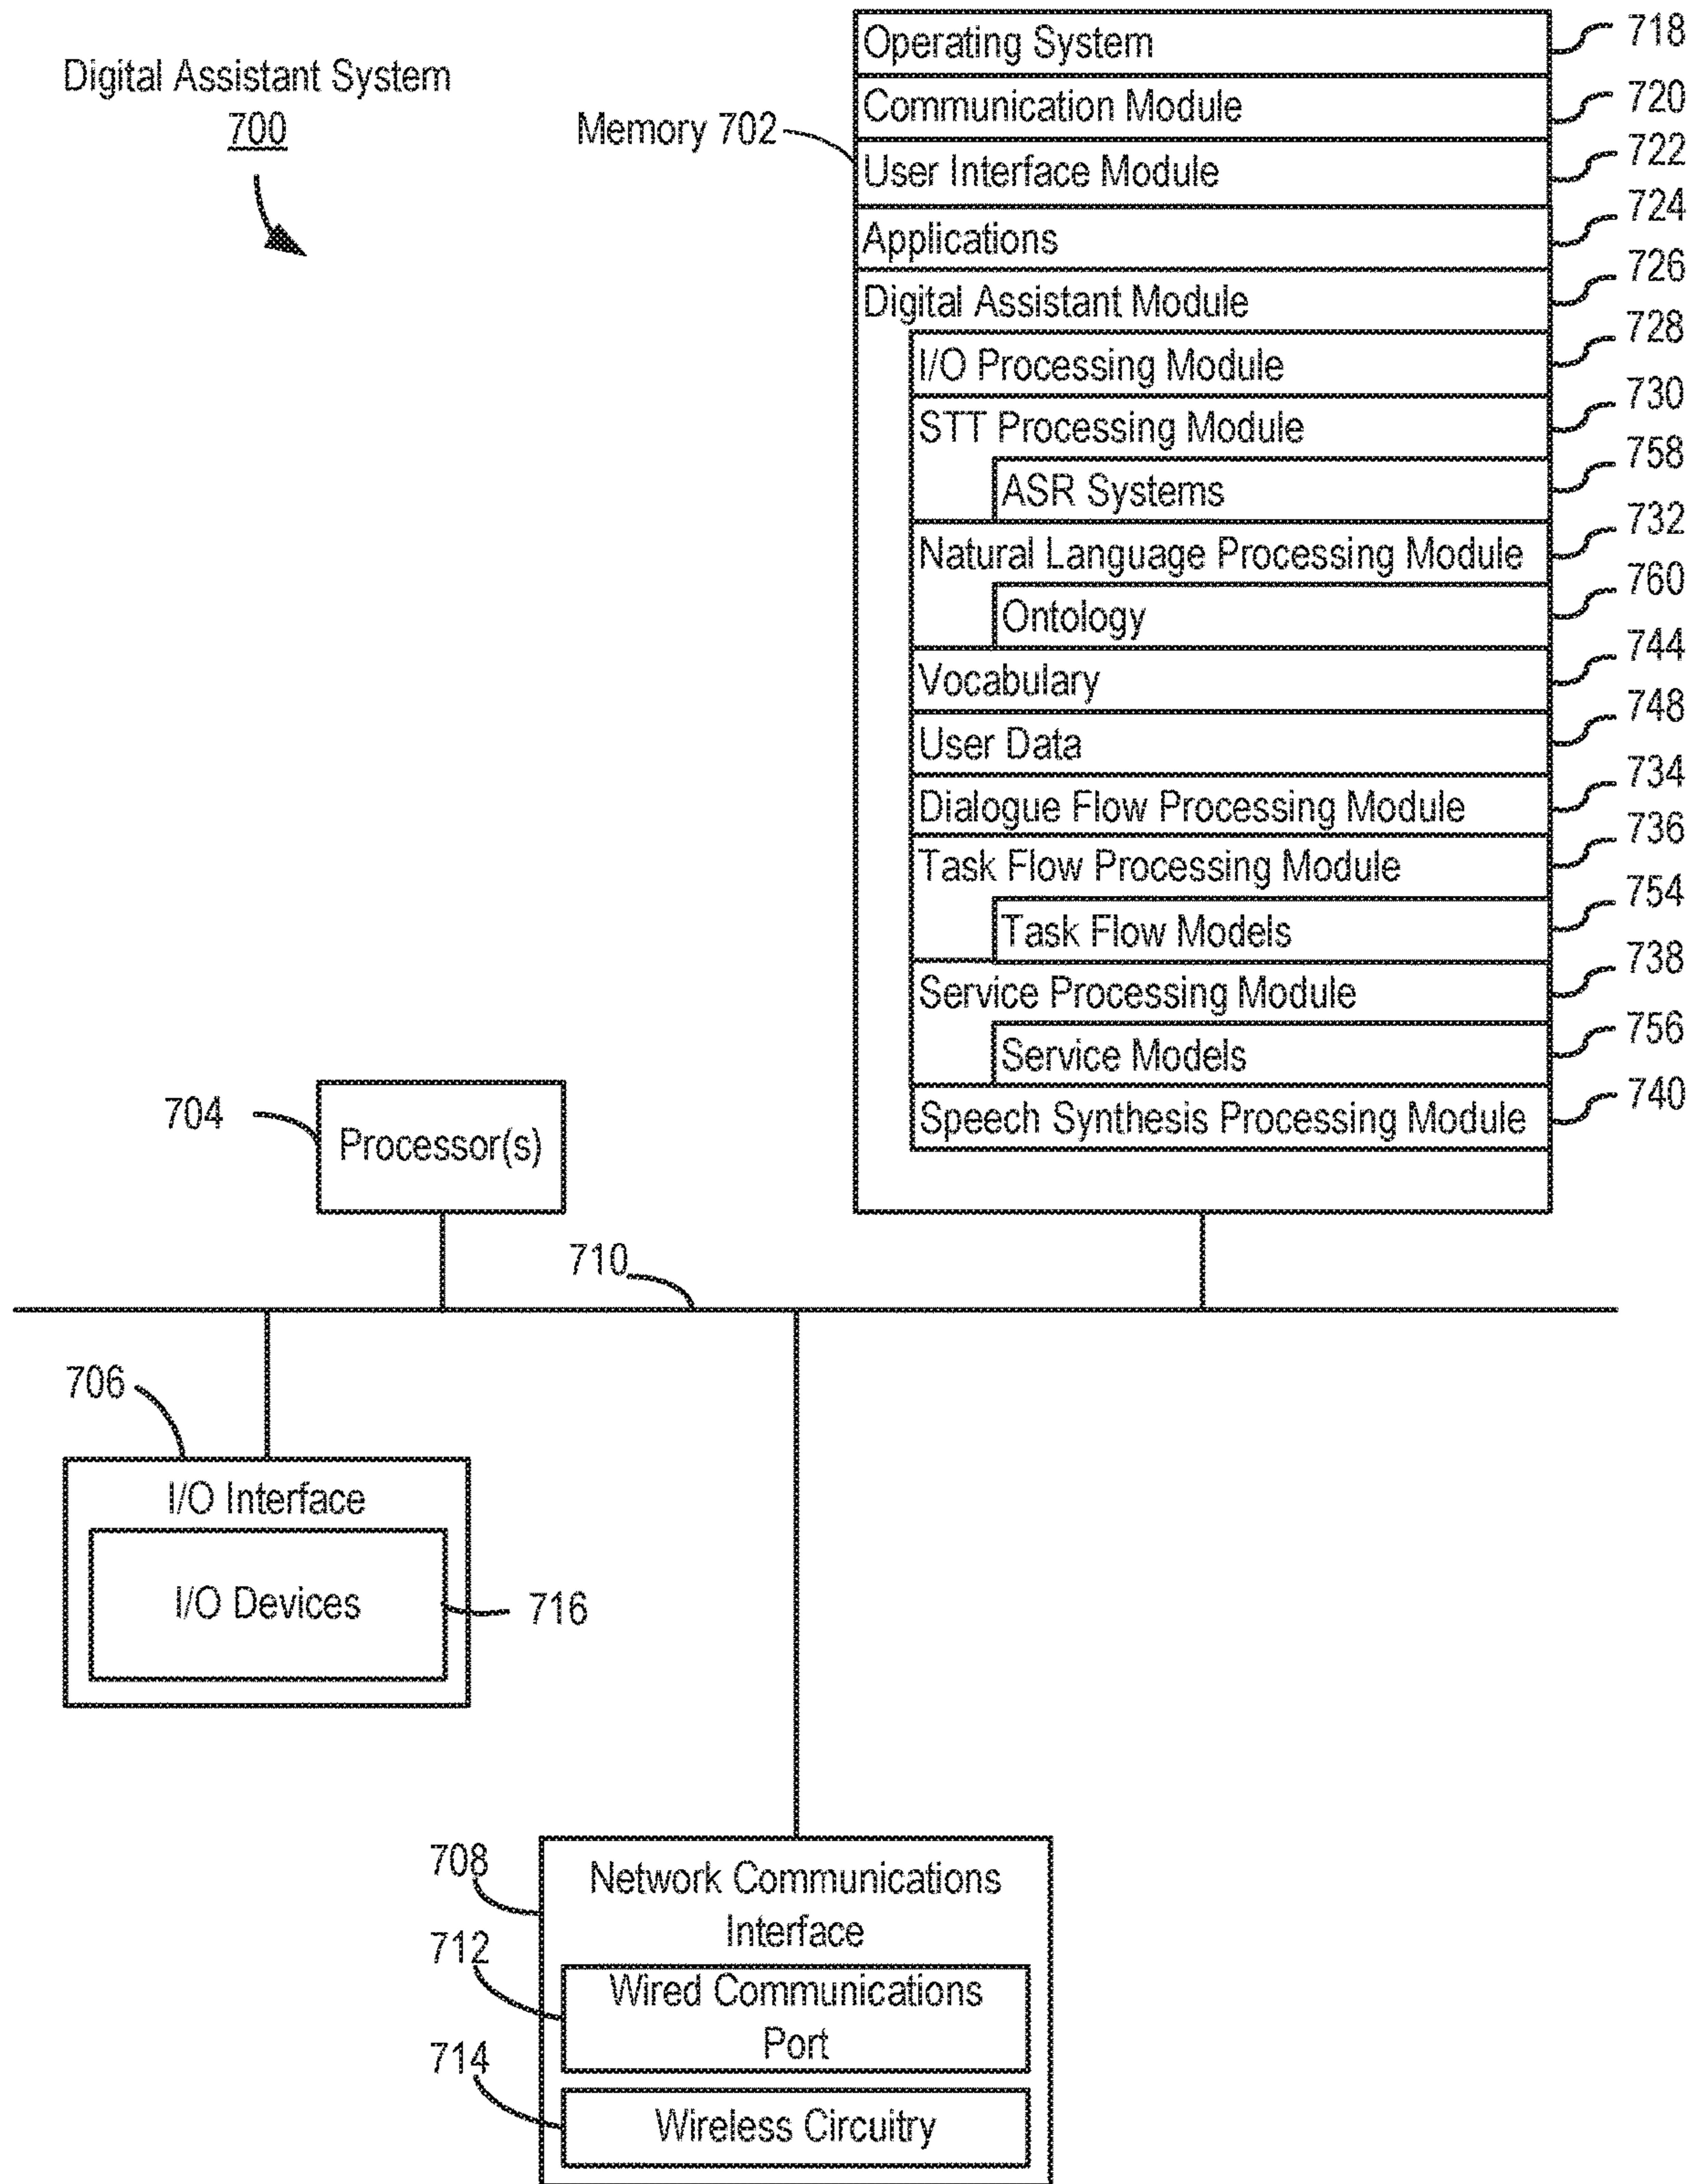 Digital Assistant System
700
Memory 702
Operating System 718
Communication Module 720
User Interface Module 722
Applications 724
Digital Assistant Module 726
I/O Processing Module 728
STT Processing Module 730
ASR Systems 758
Natural Language Processing Module 732
Ontology 760
Vocabulary 744
User Data 748
Dialogue Flow Processing Module 734
Task Flow Processing Module 736
Task Flow Models 754
Service Processing Module 738
Service Models 756
Speech Synthesis Processing Module 740
704
Processor(s)
710
706
I/O Interface
I/O Devices
716
708
Network Communications
Interface
712
Wired Communications
Port
714
Wireless Circuitry